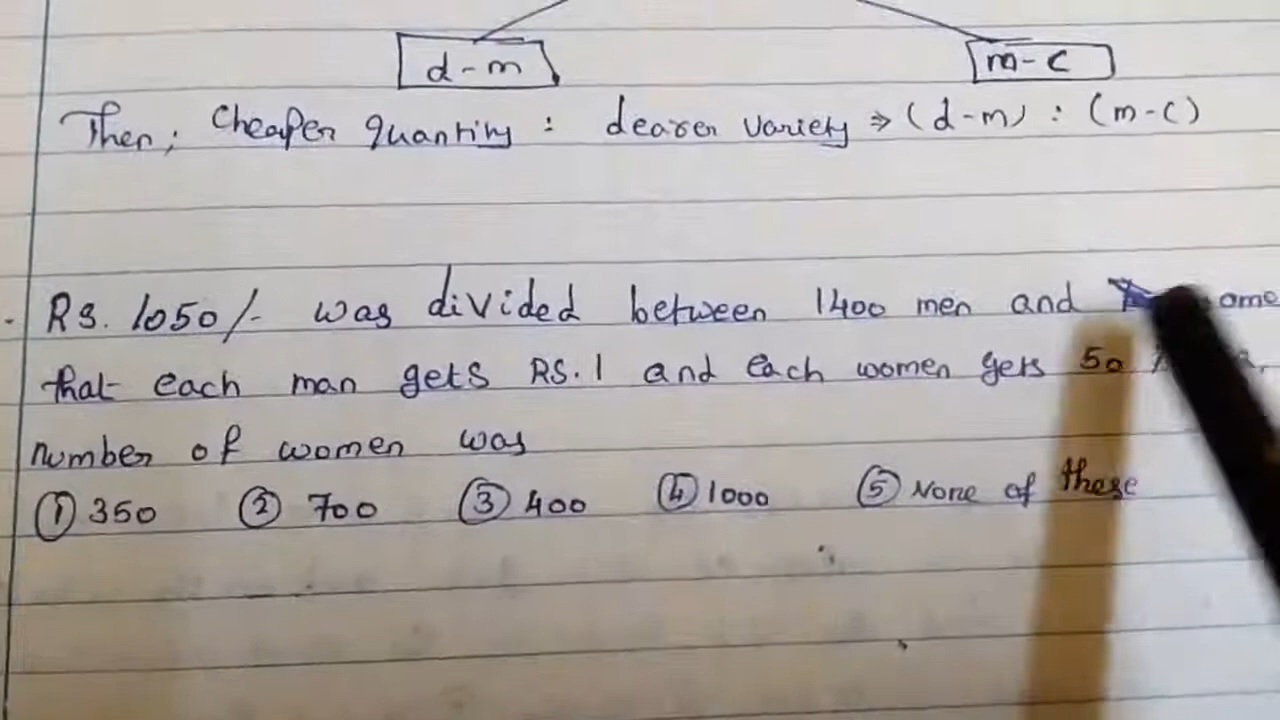 d-m
m-c
Then; Cheaper quantity : dearer variety ⇒ (d-m) : (m-c)
Rs. 1050/- was divided between 1400 men and
that each man gets RS. 1 and each women gets 50
number of women was
① 350 ② 700 ③ 400 ④ 1000 ⑤ None of these